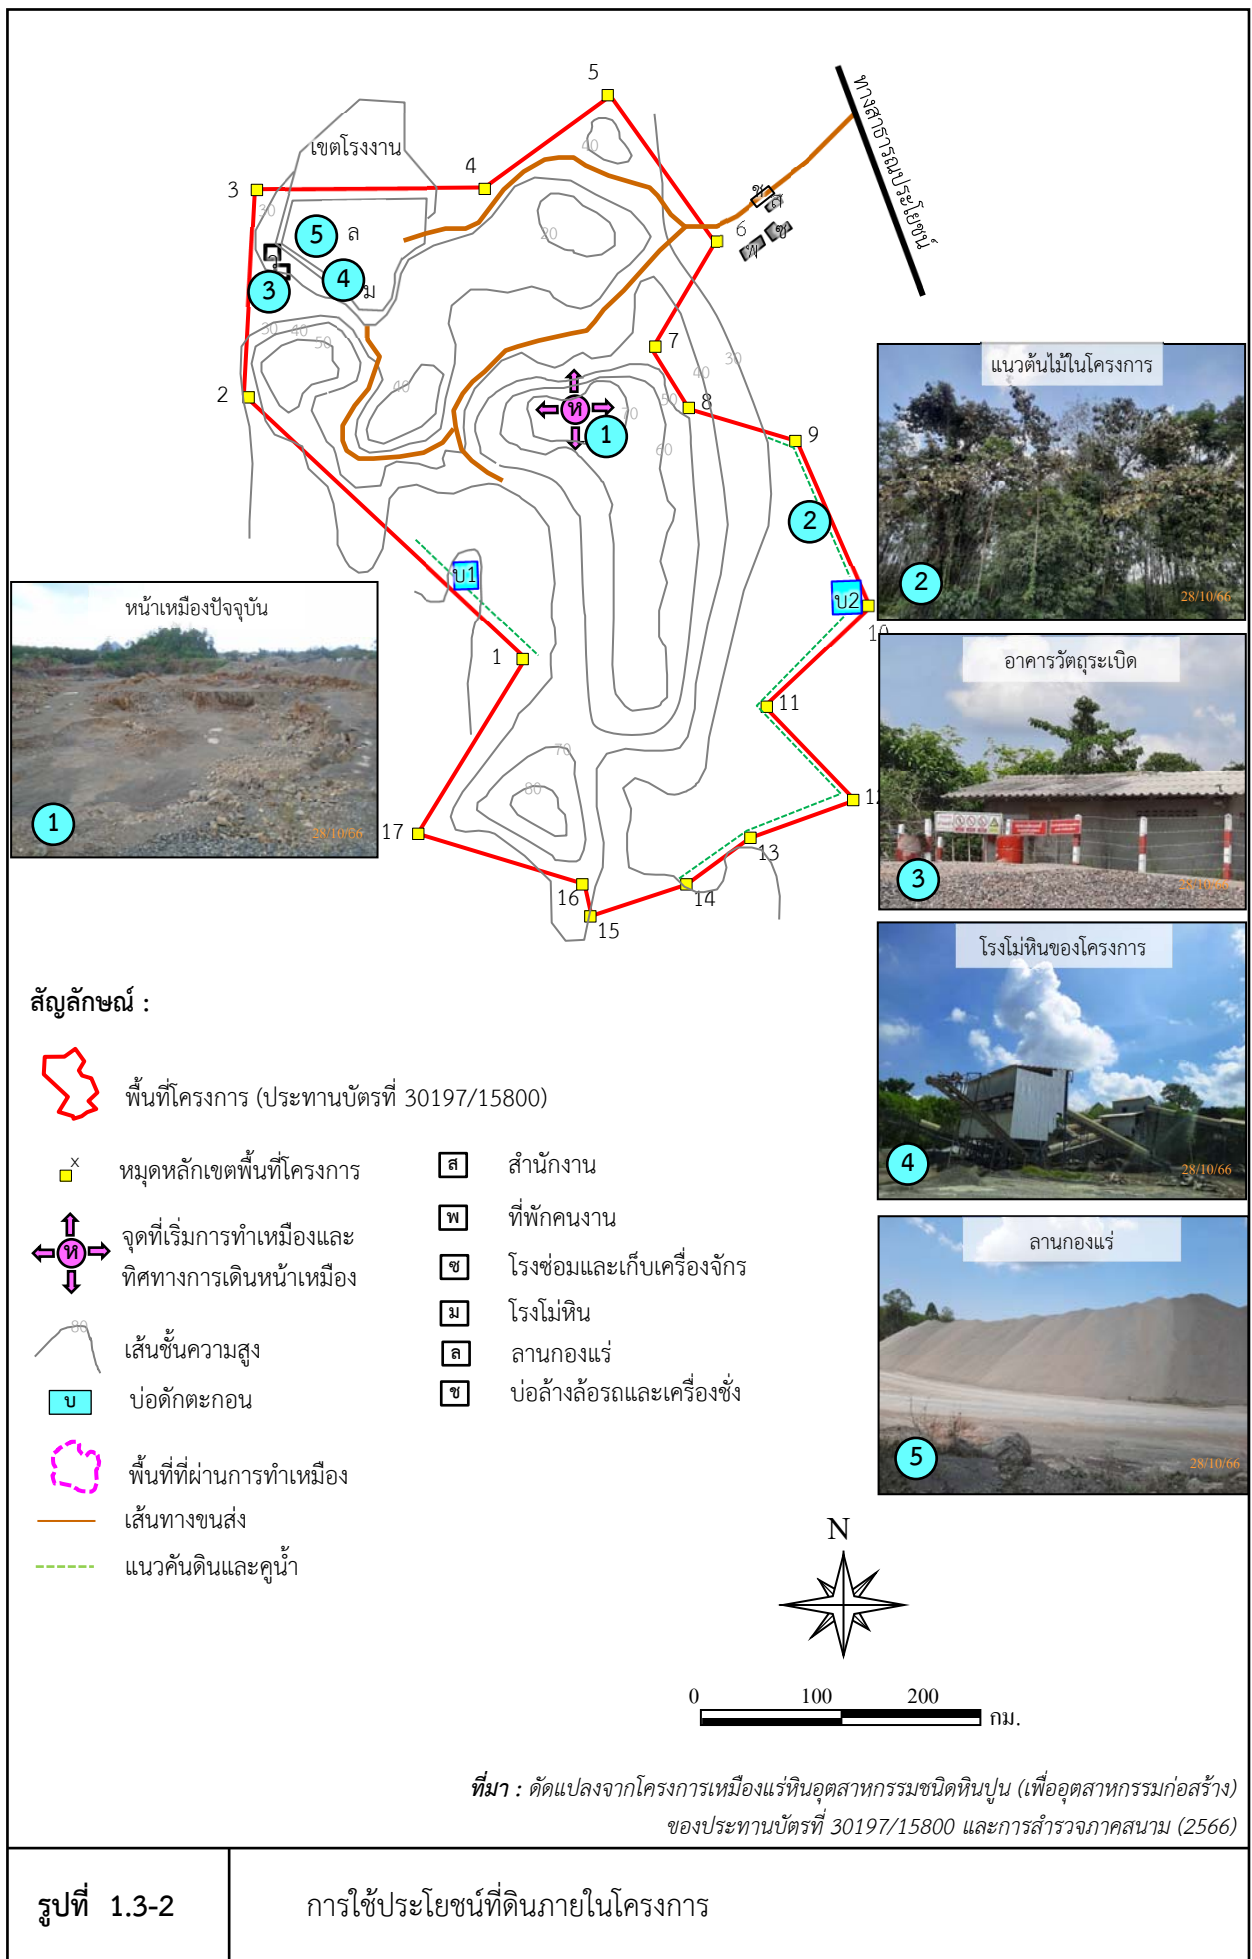 5
ทางสาธารณประโยชน์
เขตโรงงาน
40
4
3
30
ช
ส
20
5 ล
6
ซ
พ
ว
4
3
ม
30 40 50
7
30
40
แนวต้นไม้ในโครงการ
40
2
50
8
ห
70
1
9
60
2
2
28/10/66
บ1
บ2
10
หน้าเหมืองปัจจุบัน
1
28/10/66
อาคารวัตถุระเบิด
1
11
70
80
12
17
13
3
28/10/66
16
14
15
โรงโม่หินของโครงการ
4
28/10/66
สัญลักษณ์ :
พื้นที่โครงการ (ประทานบัตรที่ 30197/15800)
x
หมุดหลักเขตพื้นที่โครงการ
ห
จุดที่เริ่มการทำเหมืองและ
ทิศทางการเดินหน้าเหมือง
80
เส้นชั้นความสูง
บ บ่อดักตะกอน
พื้นที่ที่ผ่านการทำเหมือง
เส้นทางขนส่ง
แนวคันดินและคูน้ำ
ส สำนักงาน
พ ที่พักคนงาน
ซ โรงซ่อมและเก็บเครื่องจักร
ม โรงโม่หิน
ล ลานกองแร่
ช บ่อล้างล้อรถและเครื่องชั่ง
ลานกองแร่
5
28/10/66
N
0 100 200
กม.
ที่มา : ดัดแปลงจากโครงการเหมืองแร่หินอุตสาหกรรมชนิดหินปูน (เพื่ออุตสาหกรรมก่อสร้าง)
ของประทานบัตรที่ 30197/15800 และการสำรวจภาคสนาม (2566)
รูปที่ 1.3-2
การใช้ประโยชน์ที่ดินภายในโครงการ